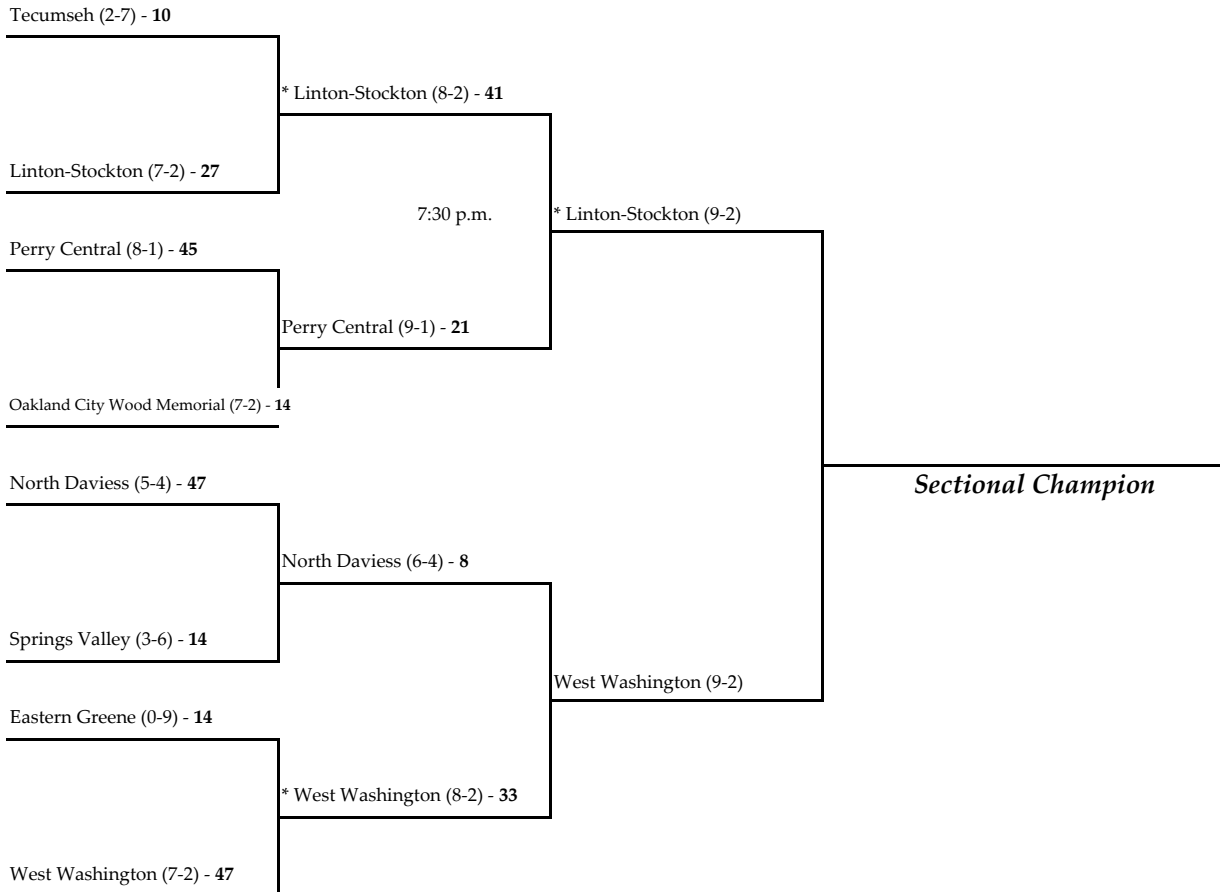 Tecumseh (2-7) - 10
* Linton-Stockton (8-2) - 41
Linton-Stockton (7-2) - 27
7:30 p.m.
* Linton-Stockton (9-2)
Perry Central (8-1) - 45
Perry Central (9-1) - 21
Oakland City Wood Memorial (7-2) - 14
North Daviess (5-4) - 47
Sectional Champion
North Daviess (6-4) - 8
Springs Valley (3-6) - 14
West Washington (9-2)
Eastern Greene (0-9) - 14
* West Washington (8-2) - 33
West Washington (7-2) - 47